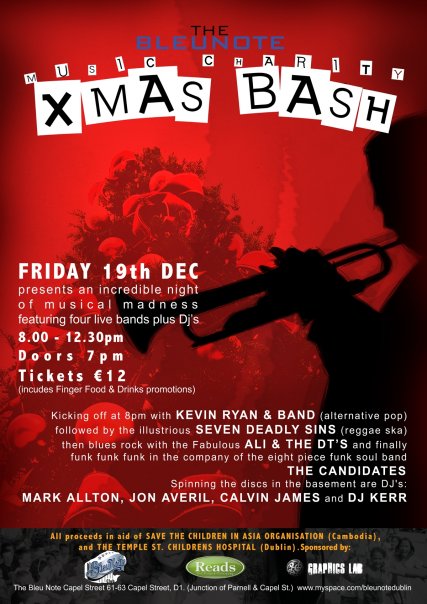 THE
BLEUNOTE
MUSIC CHARITY
XMAS BASH
FRIDAY 19th DEC
presents an incredible night
of musical madness
featuring four live bands plus Dj's
8.00 - 12.30pm
Doors 7pm
Tickets €12
(incudes Finger Food & Drinks promotions)
Kicking off at 8pm with KEVIN RYAN & BAND (alternative pop)
followed by the illustrious SEVEN DEADLY SINS (reggae ska)
then blues rock with the Fabulous ALI & THE DT'S and finally
funk funk funk in the company of the eight piece funk soul band
THE CANDIDATES
Spinning the discs in the basement are DJ's:
MARK ALLTON, JON AVERIL, CALVIN JAMES and DJ KERR
All proceeds in aid of SAVE THE CHILDREN IN ASIA ORGANISATION (Cambodia),
and THE TEMPLE ST. CHILDRENS HOSPITAL (Dublin).Sponsored by:
Reads
GRAPHICS LAB
The Bleu Note Capel Street 61-63 Capel Street, D1. (Junction of Parnell & Capel St.) www.myspace.com/bleunotedublin